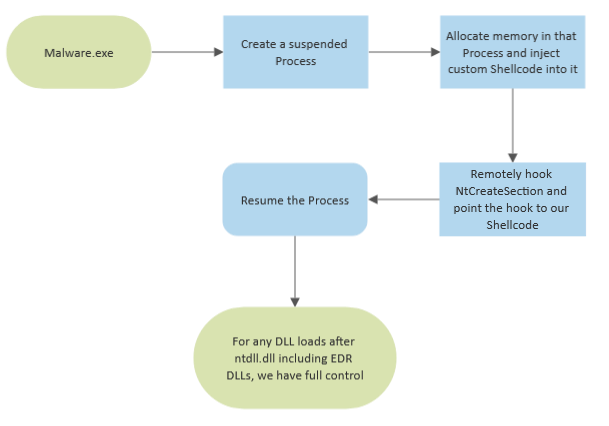 Malware.exe
Create a suspended
Process
Allocate memory in that
Process and inject
custom Shellcode into it
Remotely hook
NtCreateSection and
point the hook to our
Shellcode
Resume the Process
For any DLL loads after
ntdll.dll including EDR
DLLs, we have full control